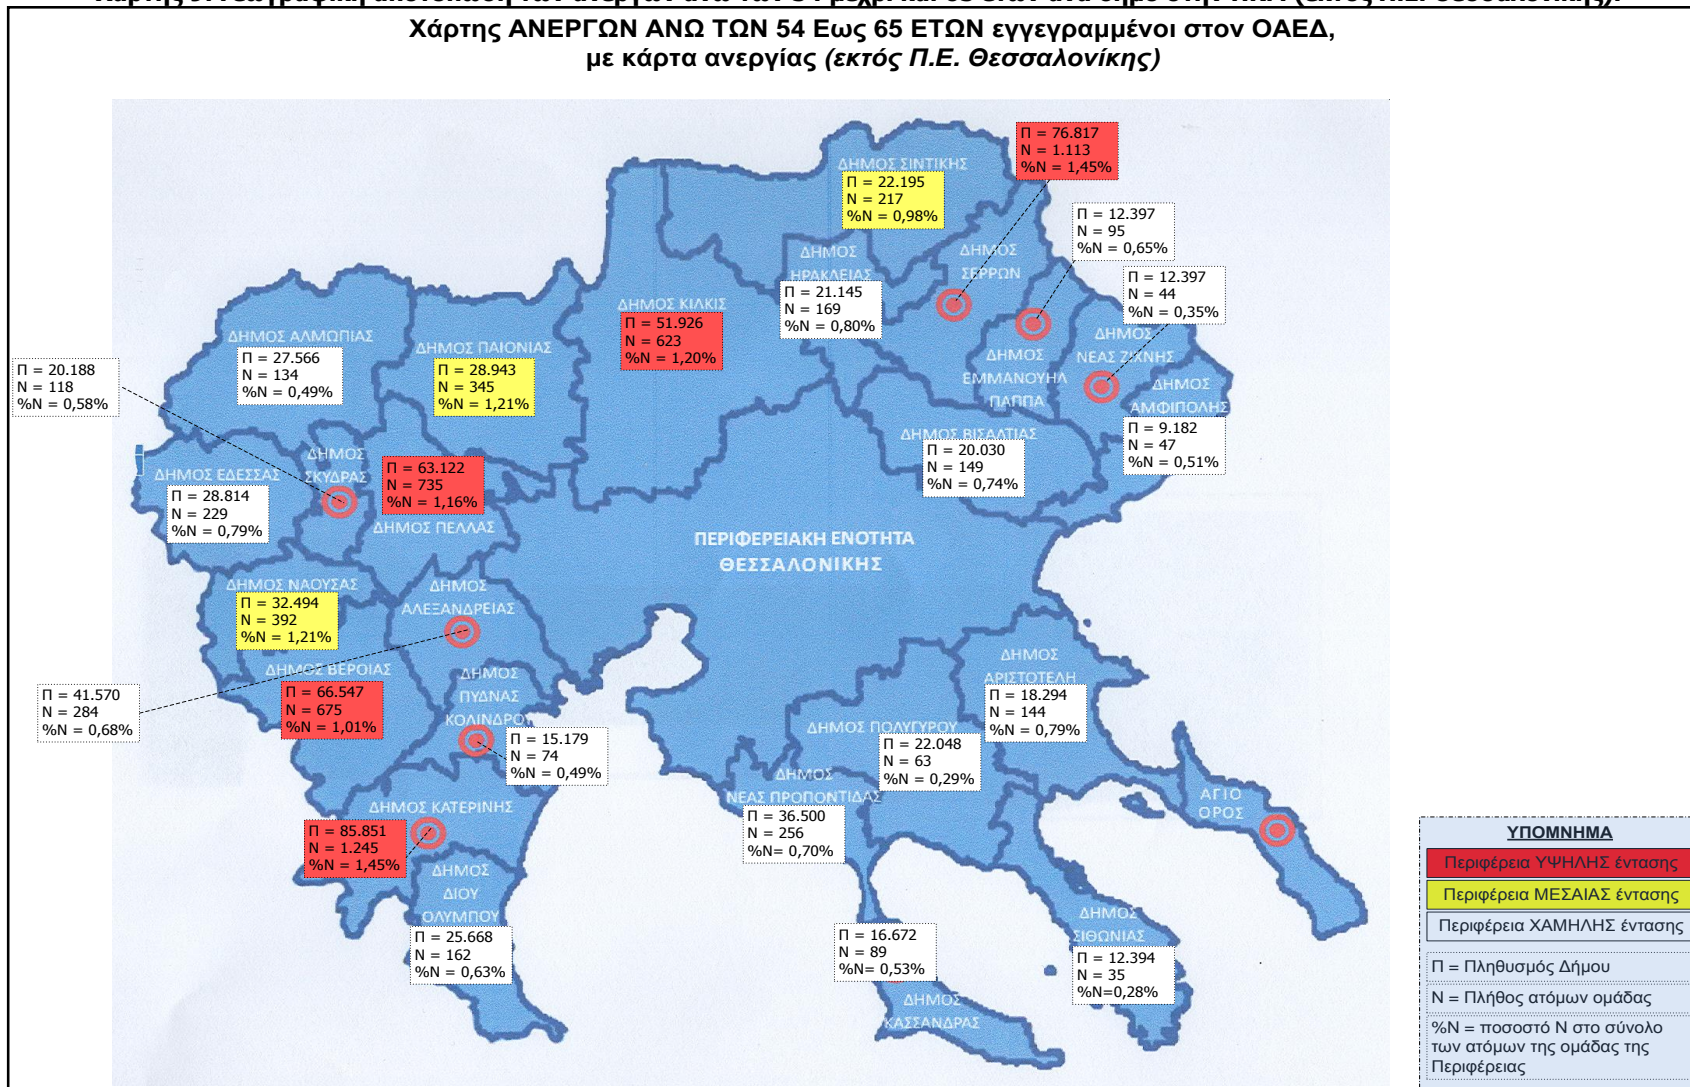 Χάρτης ΑΝΕΡΓΩΝ ΑΝΩ ΤΩΝ 54 Εως 65 ΕΤΩΝ εγγεγραμμένοι στον ΟΑΕΔ,
με κάρτα ανεργίας (εκτός Π.Ε. Θεσσαλονίκης)
Π = 76.817
Ν = 1.113
%Ν = 1,45%
ΔΗΜΟΣ ΣΙΝΤΙΚΗΣ
Π = 22.195
Ν = 217
%Ν = 0,98%
Π = 12.397
Ν = 95
%Ν = 0,65%
ΔΗΜΟΣ
ΗΡΑΚΛΕΙΑΣ
Π = 21.145
Ν = 169
%Ν = 0,80%
ΔΗΜΟΣ
ΣΕΡΡΩΝ
Π = 12.397
Ν = 44
%Ν = 0,35%
ΔΗΜΟΣ ΚΙΛΚΙΣ
Π = 51.926
Ν = 623
%Ν = 1,20%
ΔΗΜΟΣ ΑΛΜΩΠΙΑΣ
Π = 27.566
Ν = 134
%Ν = 0,49%
ΔΗΜΟΣ ΠΑΙΟΝΙΑΣ
Π = 28.943
Ν = 345
%Ν = 1,21%
ΔΗΜΟΣ
ΕΜΜΑΝΟΥΗΛ
ΠΑΠΠΑ
ΔΗΜΟΣ
ΝΕΑΣ ΖΙΧΝΗΣ
ΔΗΜΟΣ
ΑΜΦΙΠΟΛΗΣ
Π = 9.182
Ν = 47
%Ν = 0,51%
Π = 20.188
Ν = 118
%Ν = 0,58%
ΔΗΜΟΣ ΒΙΣΑΛΤΙΑΣ
Π = 20.030
Ν = 149
%Ν = 0,74%
ΔΗΜΟΣ ΕΔΕΣΣΑΣ
Π = 28.814
Ν = 229
%Ν = 0,79%
ΔΗΜΟΣ
ΣΚΥΔΡΑΣ
Π = 63.122
Ν = 735
%Ν = 1,16%
ΔΗΜΟΣ ΠΕΛΛΑΣ
ΠΕΡΙΦΕΡΕΙΑΚΗ ΕΝΟΤΗΤΑ
ΘΕΣΣΑΛΟΝΙΚΗΣ
ΔΗΜΟΣ ΝΑΟΥΣΑΣ
Π = 32.494
Ν = 392
%Ν = 1,21%
ΔΗΜΟΣ
ΑΛΕΞΑΝΔΡΕΙΑΣ
ΔΗΜΟΣ ΒΕΡΟΙΑΣ
Π = 66.547
Ν = 675
%Ν = 1,01%
Π = 41.570
Ν = 284
%Ν = 0,68%
ΔΗΜΟΣ
ΠΥΔΝΑΣ
ΚΟΛΙΝΔΡΟΥ
Π = 15.179
Ν = 74
%Ν = 0,49%
ΔΗΜΟΣ
ΑΡΙΣΤΟΤΕΛΗ
Π = 18.294
Ν = 144
%Ν = 0,79%
ΔΗΜΟΣ ΠΟΛΥΓΥΡΟΥ
Π = 22.048
Ν = 63
%Ν = 0,29%
ΔΗΜΟΣ
ΝΕΑΣ ΠΡΟΠΟΝΤΙΔΑΣ
Π = 36.500
Ν = 256
%Ν= 0,70%
ΑΓΙΟ
ΟΡΟΣ
ΔΗΜΟΣ ΚΑΤΕΡΙΝΗΣ
Π = 85.851
Ν = 1.245
%Ν = 1,45%
ΔΗΜΟΣ
ΔΙΟΥ
ΟΛΥΜΠΟΥ
Π = 25.668
Ν = 162
%Ν = 0,63%
Π = 16.672
Ν = 89
%Ν= 0,53%
ΔΗΜΟΣ
ΚΑΣΣΑΝΔΡΑΣ
ΔΗΜΟΣ
ΣΙΘΩΝΙΑΣ
Π = 12.394
Ν = 35
%Ν=0,28%
ΥΠΟΜΝΗΜΑ
Περιφέρεια ΥΨΗΛΗΣ έντασης
Περιφέρεια ΜΕΣΑΙΑΣ έντασης
Περιφέρεια ΧΑΜΗΛΗΣ έντασης
Π = Πληθυσμός Δήμου
Ν = Πλήθος ατόμων ομάδας
%Ν = ποσοστό Ν στο σύνολο
των ατόμων της ομάδας της
Περιφέρειας